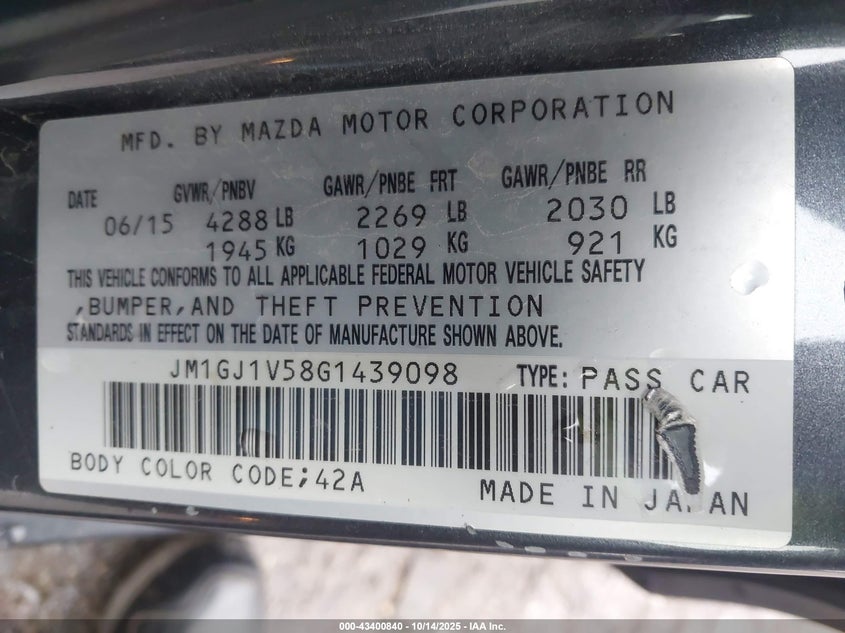 MFD. BY MAZDA MOTOR CORPORATION
DATE GVWR/PNBV GAWR/PNBE FRT GAWR/PNBE RR
06/15 4288 LB 2269 LB 2030 LB
1945 KG 1029 KG 921 KG
THIS VEHICLE CONFORMS TO ALL APPLICABLE FEDERAL MOTOR VEHICLE SAFETY
,BUMPER,AND THEFT PREVENTION
STANDARDS IN EFFECT ON THE DATE OF MANUFACTURE SHOWN ABOVE.
JM1GJ1V58G1439098 TYPE: PASS CAR
BODY COLOR CODE;42A
MADE IN JAPAN
000-43400840 - 10/14/2025 - IAA Inc.